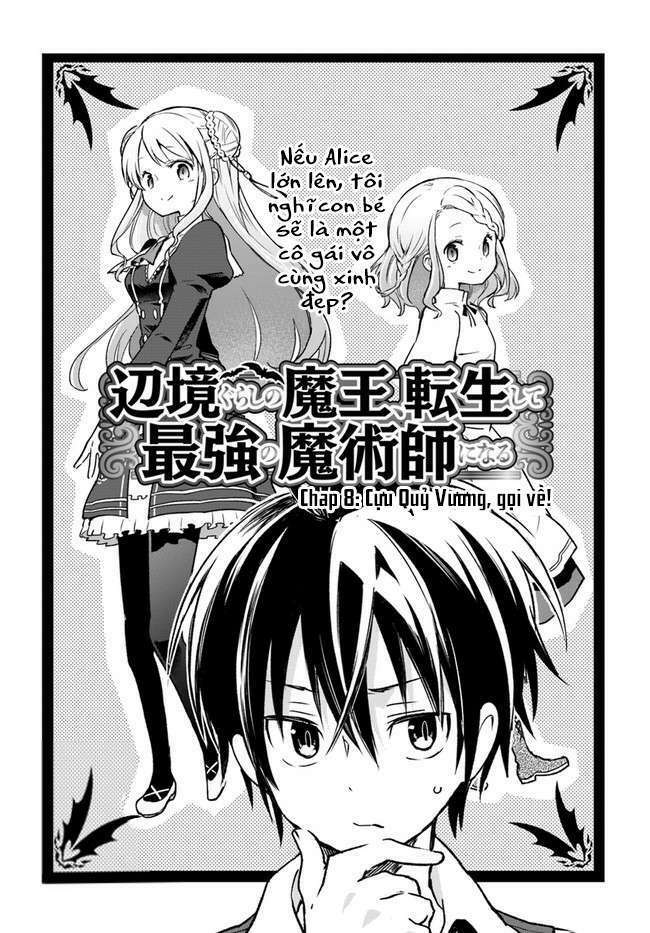 Nếu Alice
lớn lên, tôi
nghĩ con bé
sẽ là một
cô gái vô
cùng xinh
đẹp?
辺境ぐらしの魔王、転生して
最強の魔術師になる
Chap 8: Cựu Quỷ Vương, gọi về!